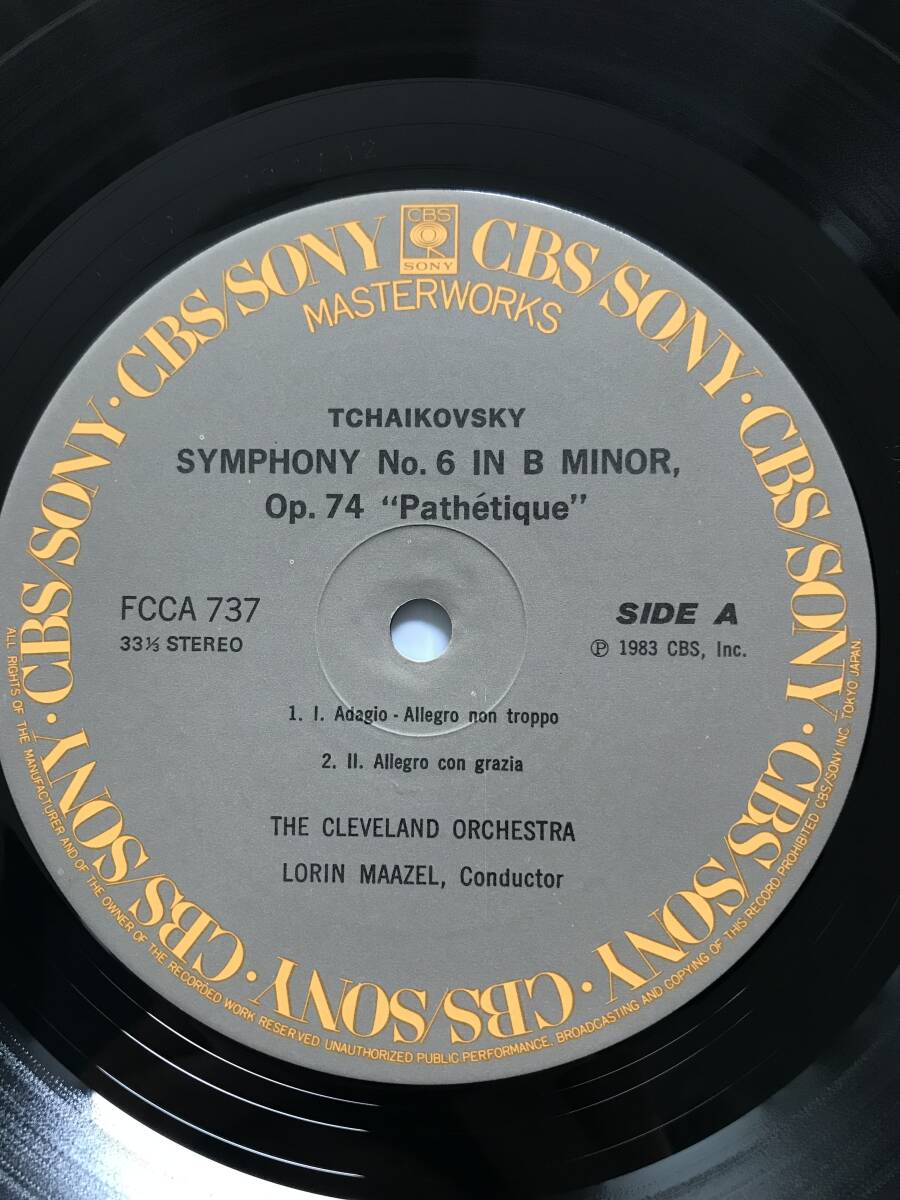 CBS
SONY
CBS/SONY · CBS/SONY · CBS/SONY · CBS/SONY · CBS/SONY · CBS/SONY · CBS/SONY · CBS/SONY · CBS/SONY
MASTERWORKS
TCHAIKOVSKY
SYMPHONY No. 6 IN B MINOR,
Op. 74 “Pathétique”
FCCA 737
SIDE A
33⅓ STEREO
℗ 1983 CBS, Inc.
1. I. Adagio - Allegro non troppo
2. II. Allegro con grazia
THE CLEVELAND ORCHESTRA
LORIN MAAZEL, Conductor
ALL RIGHTS OF THE MANUFACTURER AND OF THE OWNER OF THE RECORDED WORK RESERVED UNAUTHORIZED PUBLIC PERFORMANCE, BROADCASTING AND COPYING OF THIS RECORD PROHIBITED CBS/SONY INC. TOKYO JAPAN.